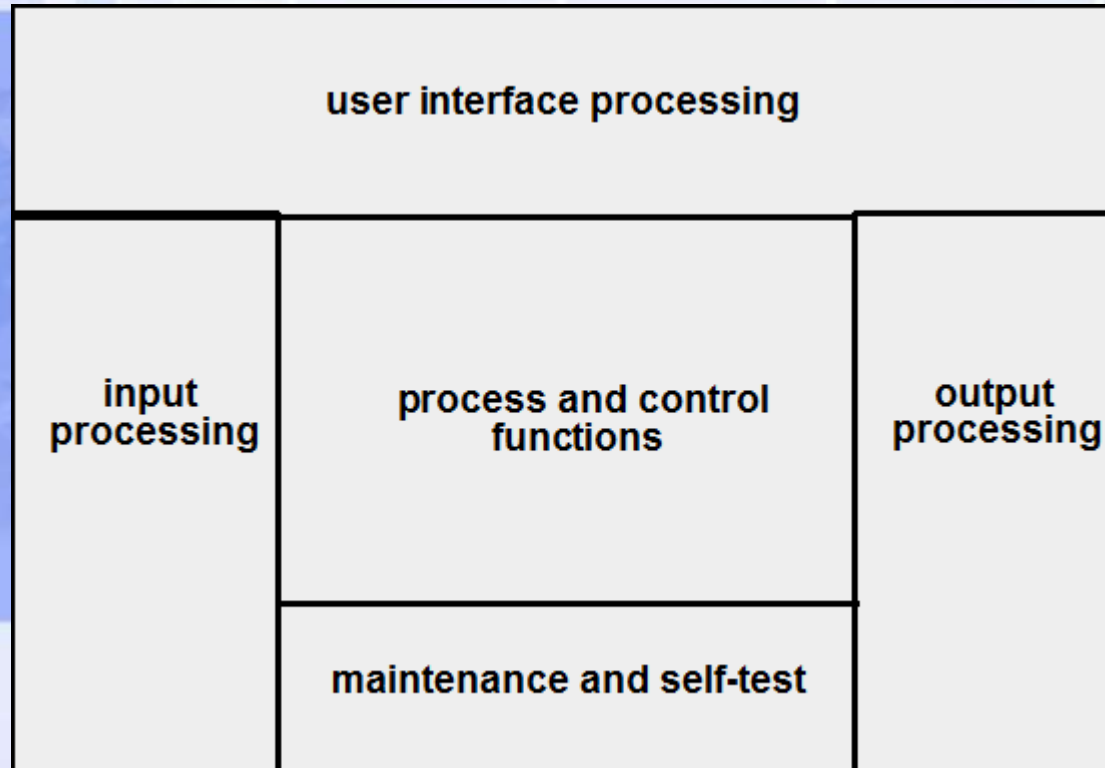 user interface processing
input
processing
process and control
functions
output
processing
maintenance and self-test